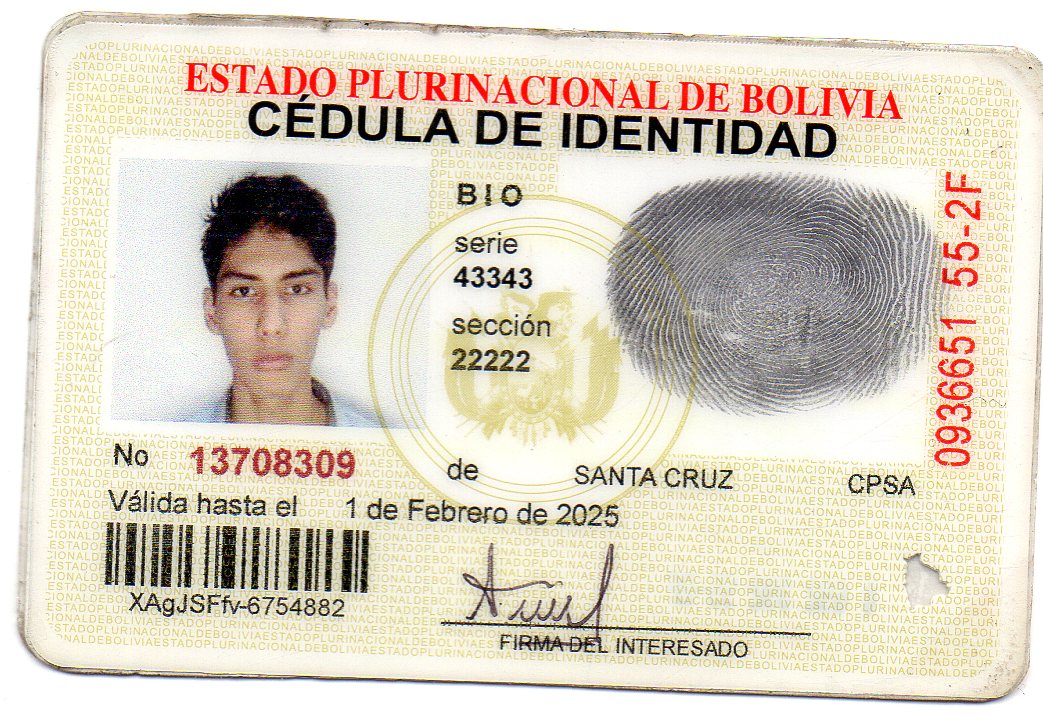 ESTADO PLURINACIONAL DE BOLIVIA
CÉDULA DE IDENTIDAD
BIO
serie
43343
sección
22222
0936651 55-2F
No 13708309 de SANTA CRUZ CPSA
Válida hasta el 1 de Febrero de 2025
XAgJSFfv-6754882
FIRMA DEL INTERESADO